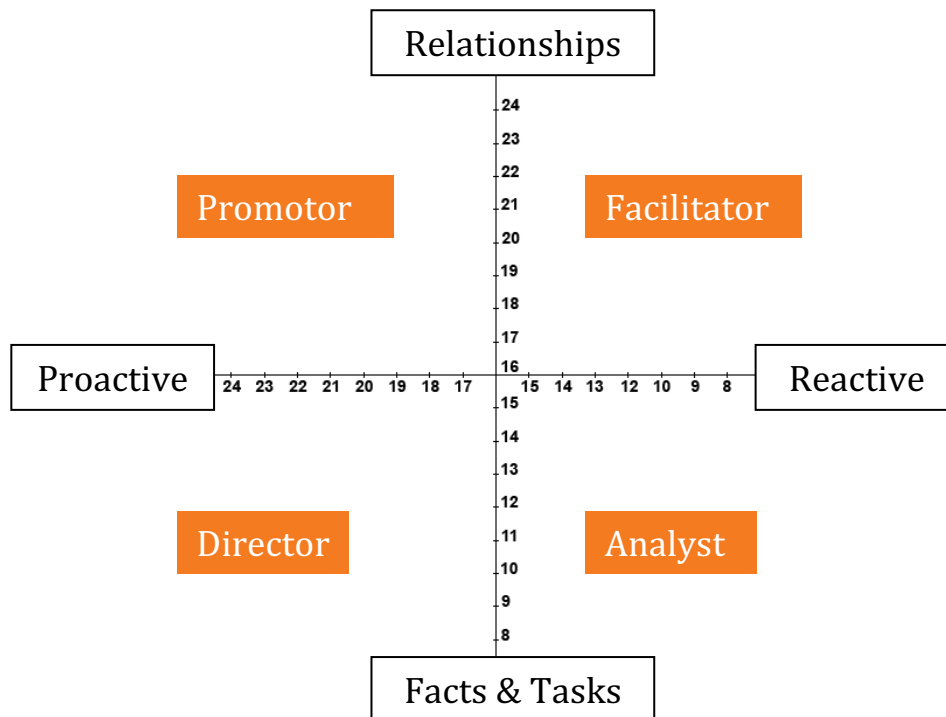 Relationships
24
23
22
Promotor Facilitator
21
20
19
18
17
Proactive 16 Reactive
24 23 22 21 20 19 18 17 15 14 13 12 11 10 9 8
15
14
13
12
Director 11 Analyst
10
9
8
Facts & Tasks